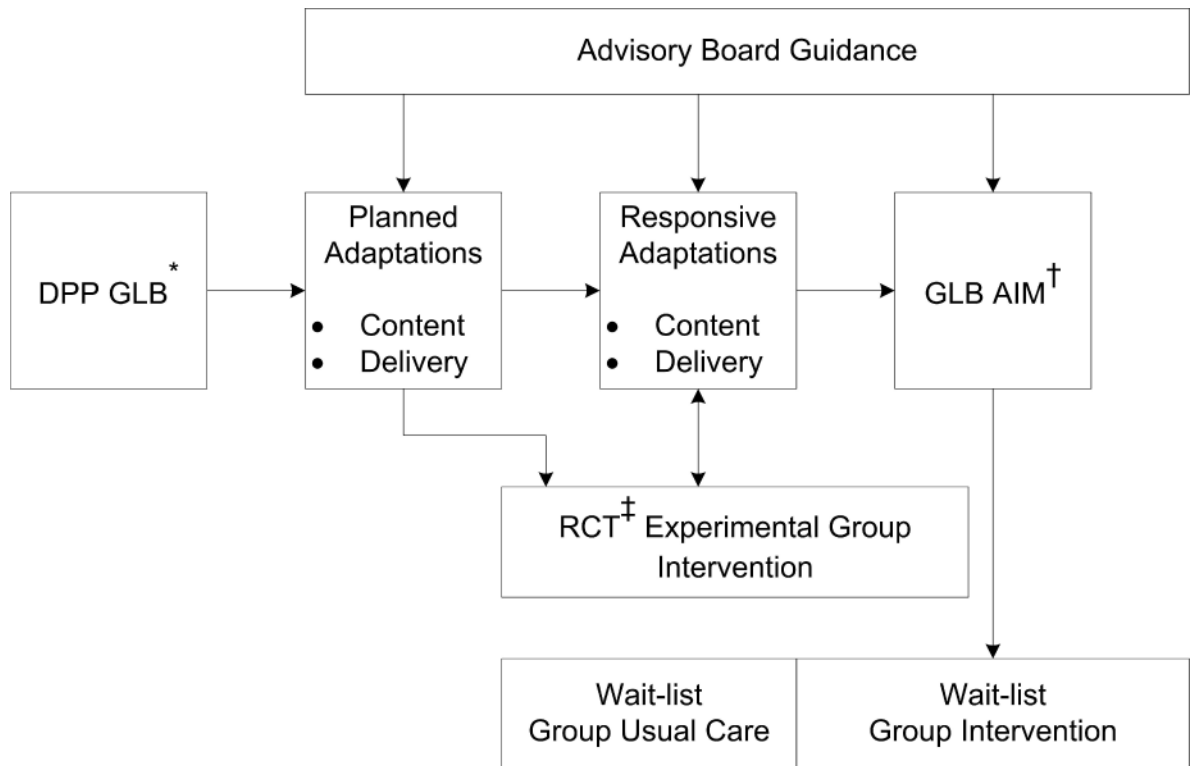 Advisory Board Guidance
DPP GLB*
Planned
Adaptations
• Content
• Delivery
Responsive
Adaptations
• Content
• Delivery
GLB AIM†
RCT‡ Experimental Group
Intervention
Wait-list
Group Usual Care
Wait-list
Group Intervention